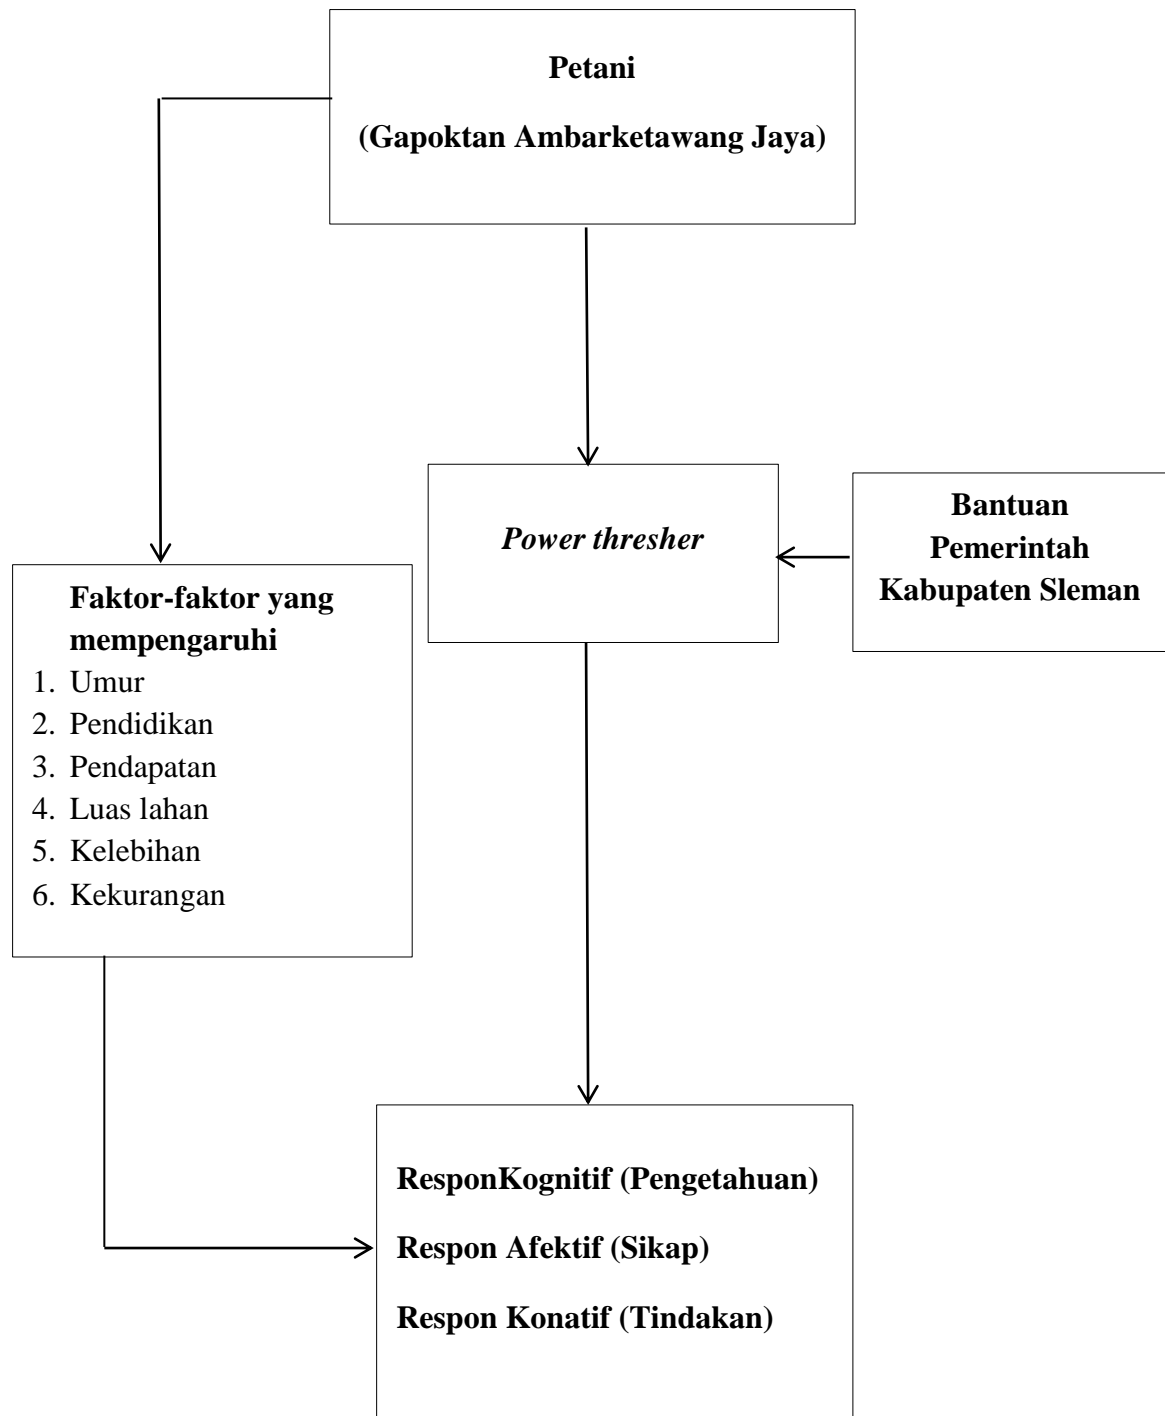 Petani
(Gapoktan Ambarketawang Jaya)
Power thresher
Bantuan
Pemerintah
Kabupaten Sleman
Faktor-faktor yang
mempengaruhi
1. Umur
2. Pendidikan
3. Pendapatan
4. Luas lahan
5. Kelebihan
6. Kekurangan
ResponKognitif (Pengetahuan)
Respon Afektif (Sikap)
Respon Konatif (Tindakan)